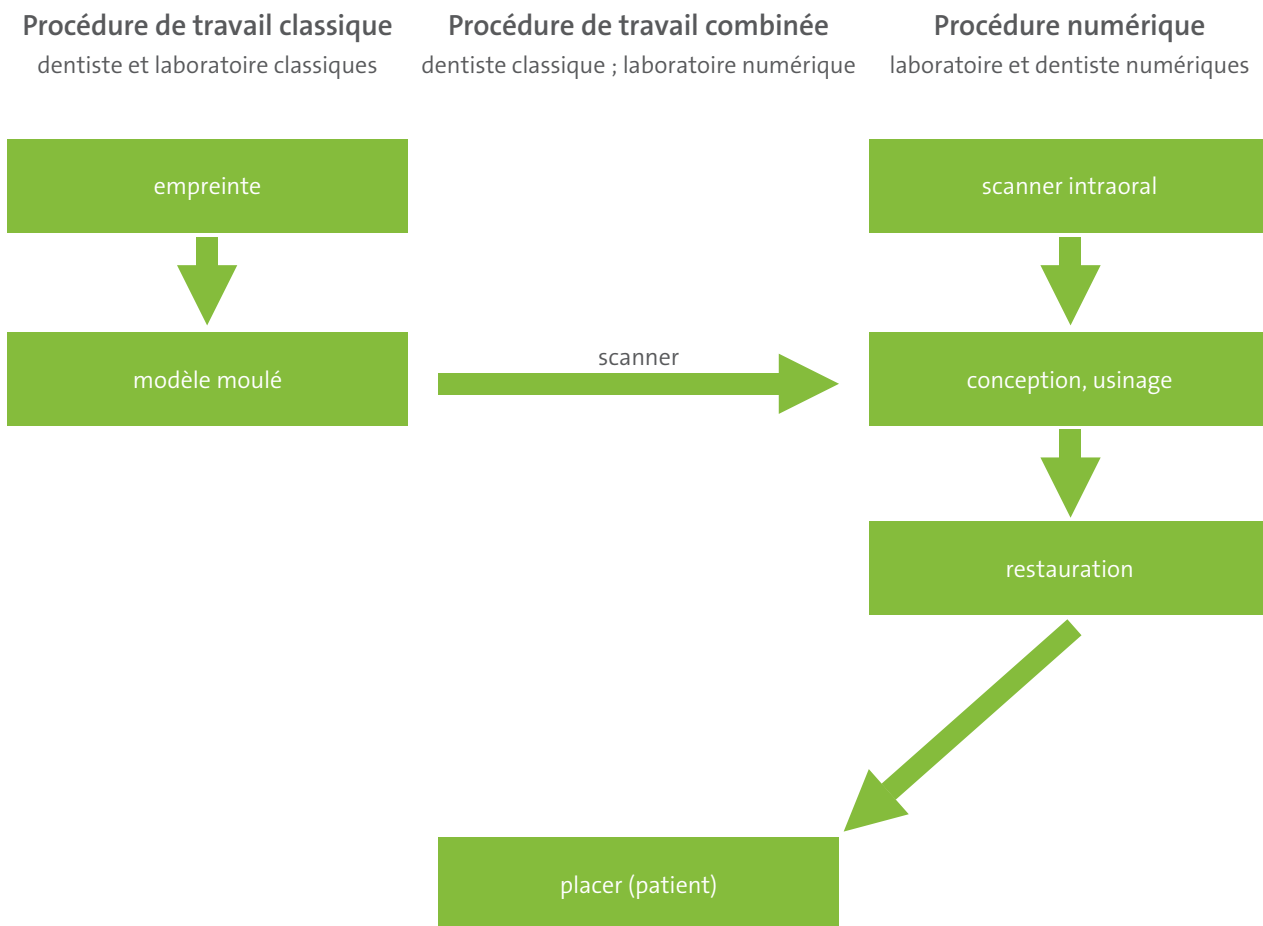 Procédure de travail classique
dentiste et laboratoire classiques
Procédure de travail combinée
dentiste classique ; laboratoire numérique
Procédure numérique
laboratoire et dentiste numériques
empreinte
scanner intraoral
modèle moulé
scanner
conception, usinage
restauration
placer (patient)